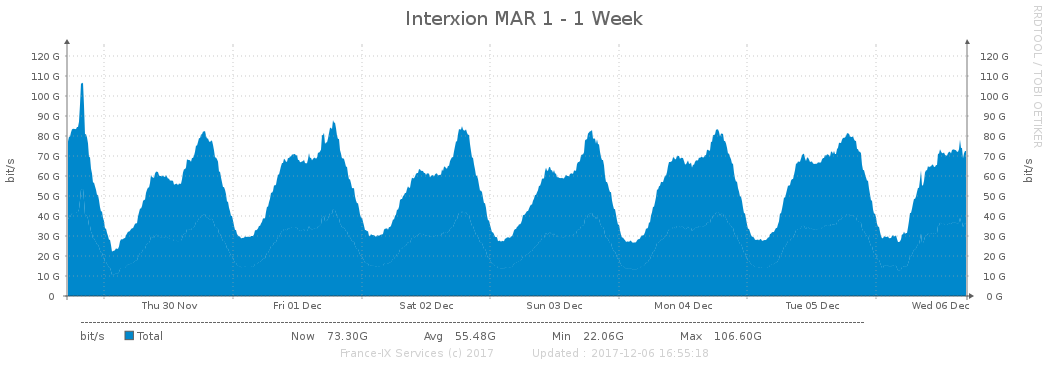 Interxion MAR 1 - 1 Week
RRDTOOL / TOBI OETIKER
120 G 120 G
110 G 110 G
100 G 100 G
90 G 90 G
80 G 80 G
70 G 70 G
60 G 60 G
50 G 50 G
40 G 40 G
30 G 30 G
20 G 20 G
10 G 10 G
0 0 G
bit/s
bit/s
Thu 30 Nov Fri 01 Dec Sat 02 Dec Sun 03 Dec Mon 04 Dec Tue 05 Dec Wed 06 Dec
bit/s Total Now 73.30G Avg 55.48G Min 22.06G Max 106.60G
France-IX Services (c) 2017 Updated : 2017-12-06 16:55:18